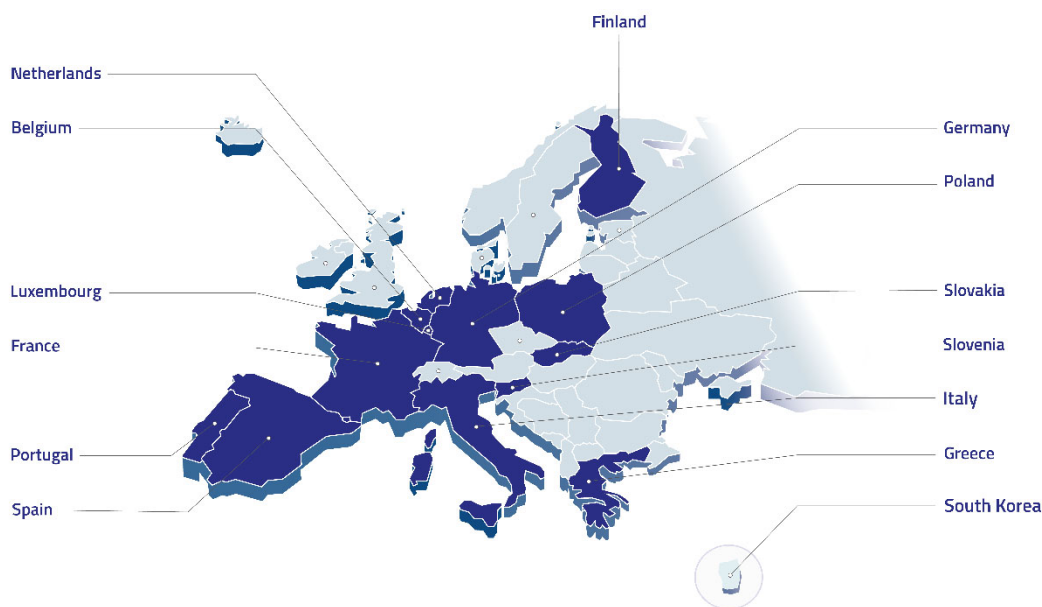 Finland
Netherlands
Belgium
Germany
Poland
Luxembourg
Slovakia
France
Slovenia
Italy
Portugal
Greece
Spain
South Korea